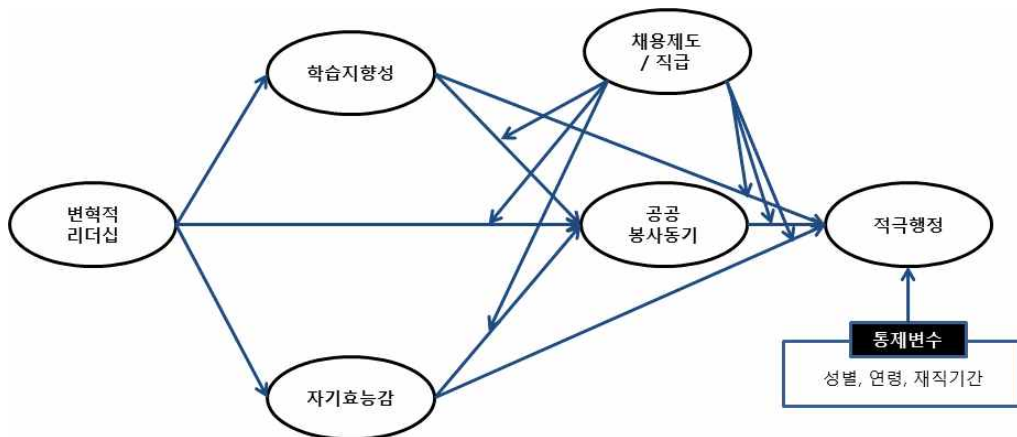 채용제도
/ 직급
학습지향성
변혁적
리더십
공공
봉사동기
적극행정
자기효능감
통제변수
성별, 연령, 재직기간